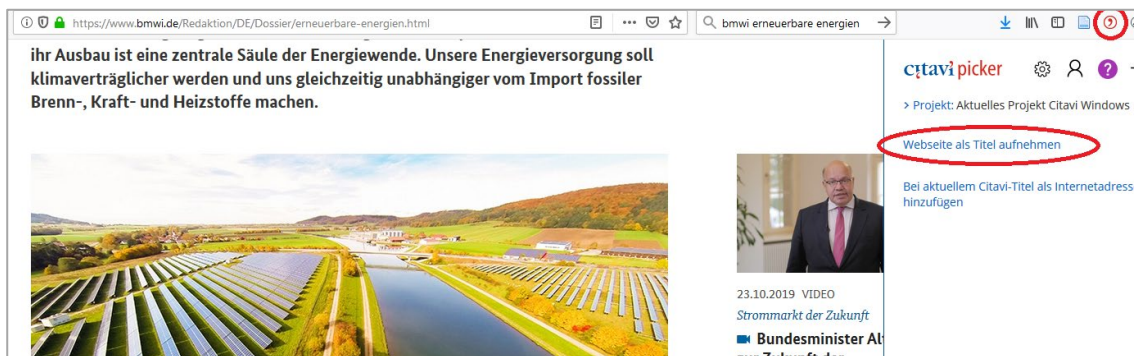 https://www.bmwi.de/Redaktion/DE/Dossier/erneuerbare-energien.html
bmwi erneuerbare energien
ihr Ausbau ist eine zentrale Säule der Energiewende. Unsere Energieversorgung soll
klimaverträglicher werden und uns gleichzeitig unabhängiger vom Import fossiler
Brenn-, Kraft- und Heizstoffe machen.
23.10.2019 VIDEO
Strommarkt der Zukunft
Bundesminister Alt
citavi picker
> Projekt: Aktuelles Projekt Citavi Windows
Webseite als Titel aufnehmen
Bei aktuellem Citavi-Titel als Internetadress
hinzufügen